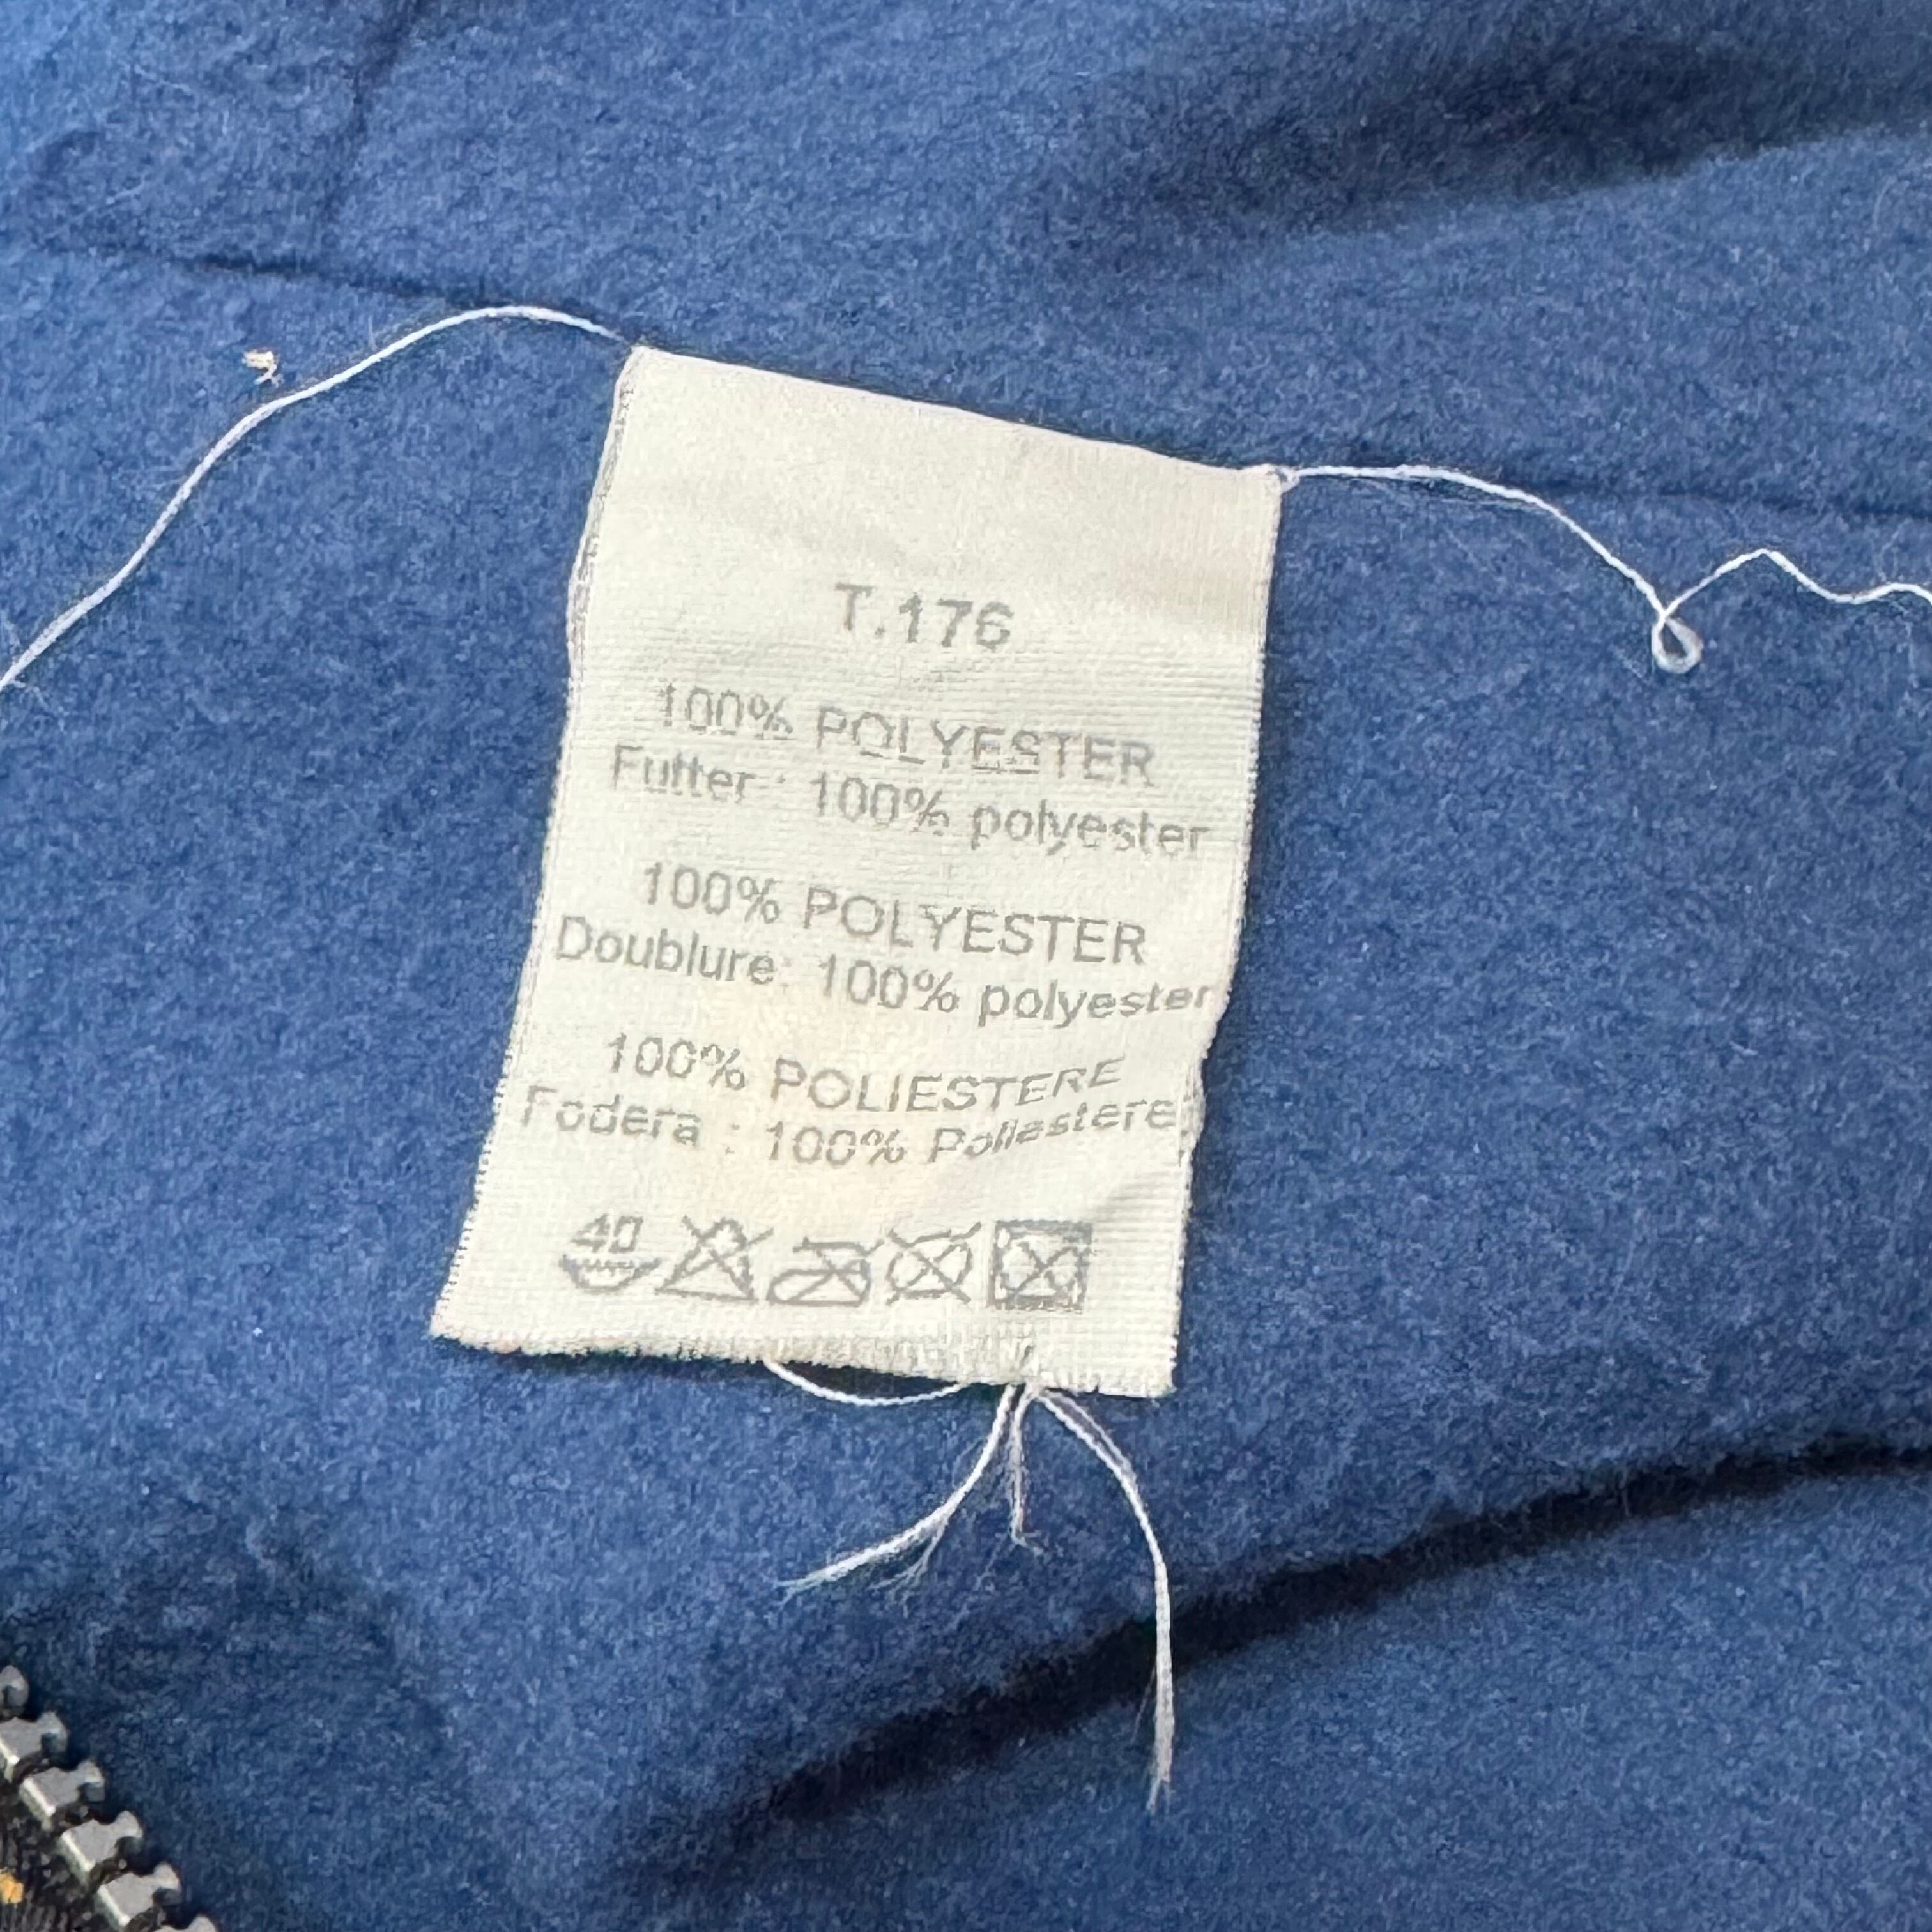 T.176
100% POLYESTER
Futter : 100% polyester
100% POLYESTER
Doublure: 100% polyester
100% POLIESTERE
Fodera : 100% Poliestere
40